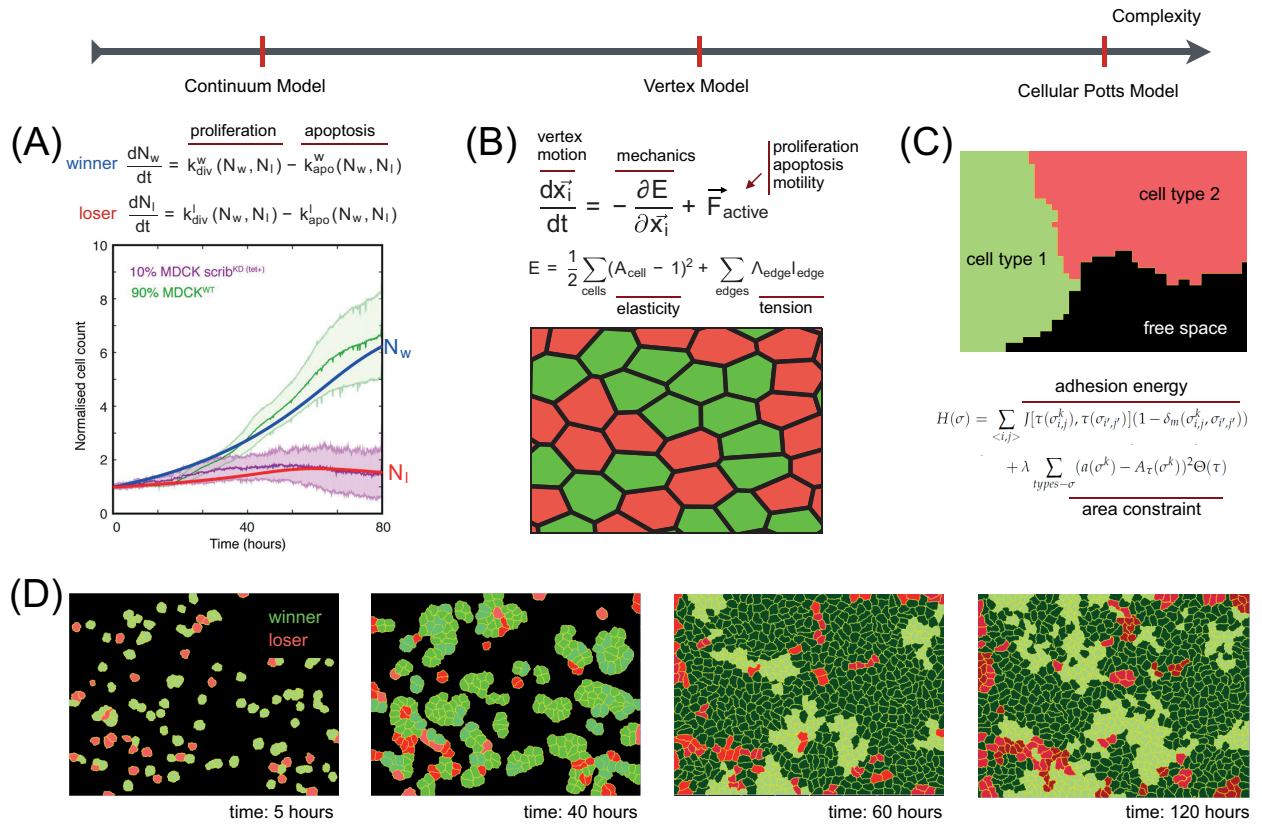 Complexity
Continuum Model
Vertex Model
Cellular Potts Model
(A)
proliferation apoptosis
winner dN_w/dt = k^w_div (N_w, N_l) − k^w_apo (N_w, N_l)
loser dN_l/dt = k^l_div (N_w, N_l) − k^l_apo (N_w, N_l)
10
8
6
4
2
0
Normalised cell count
10% MDCK scrib^KD (tet+)
90% MDCK^WT
N_w
N_l
0 40 80
Time (hours)
(B)
vertex
motion
mechanics
proliferation
apoptosis
motility
dx⃗_i/dt = − ∂E/∂x⃗_i + F⃗_active
E = 1/2 ∑_cells (A_cell − 1)² + ∑_edges Λ_edge l_edge
elasticity tension
(C)
cell type 2
cell type 1
free space
adhesion energy
H(σ) = ∑_<i,j> J[τ(σ^k_i,j), τ(σ_i′,j′)](1 − δ_m(σ^k_i,j, σ_i′,j′))
+ λ ∑_types−σ (a(σ^k) − A_τ(σ^k))²Θ(τ)
area constraint
(D)
winner
loser
time: 5 hours
time: 40 hours
time: 60 hours
time: 120 hours